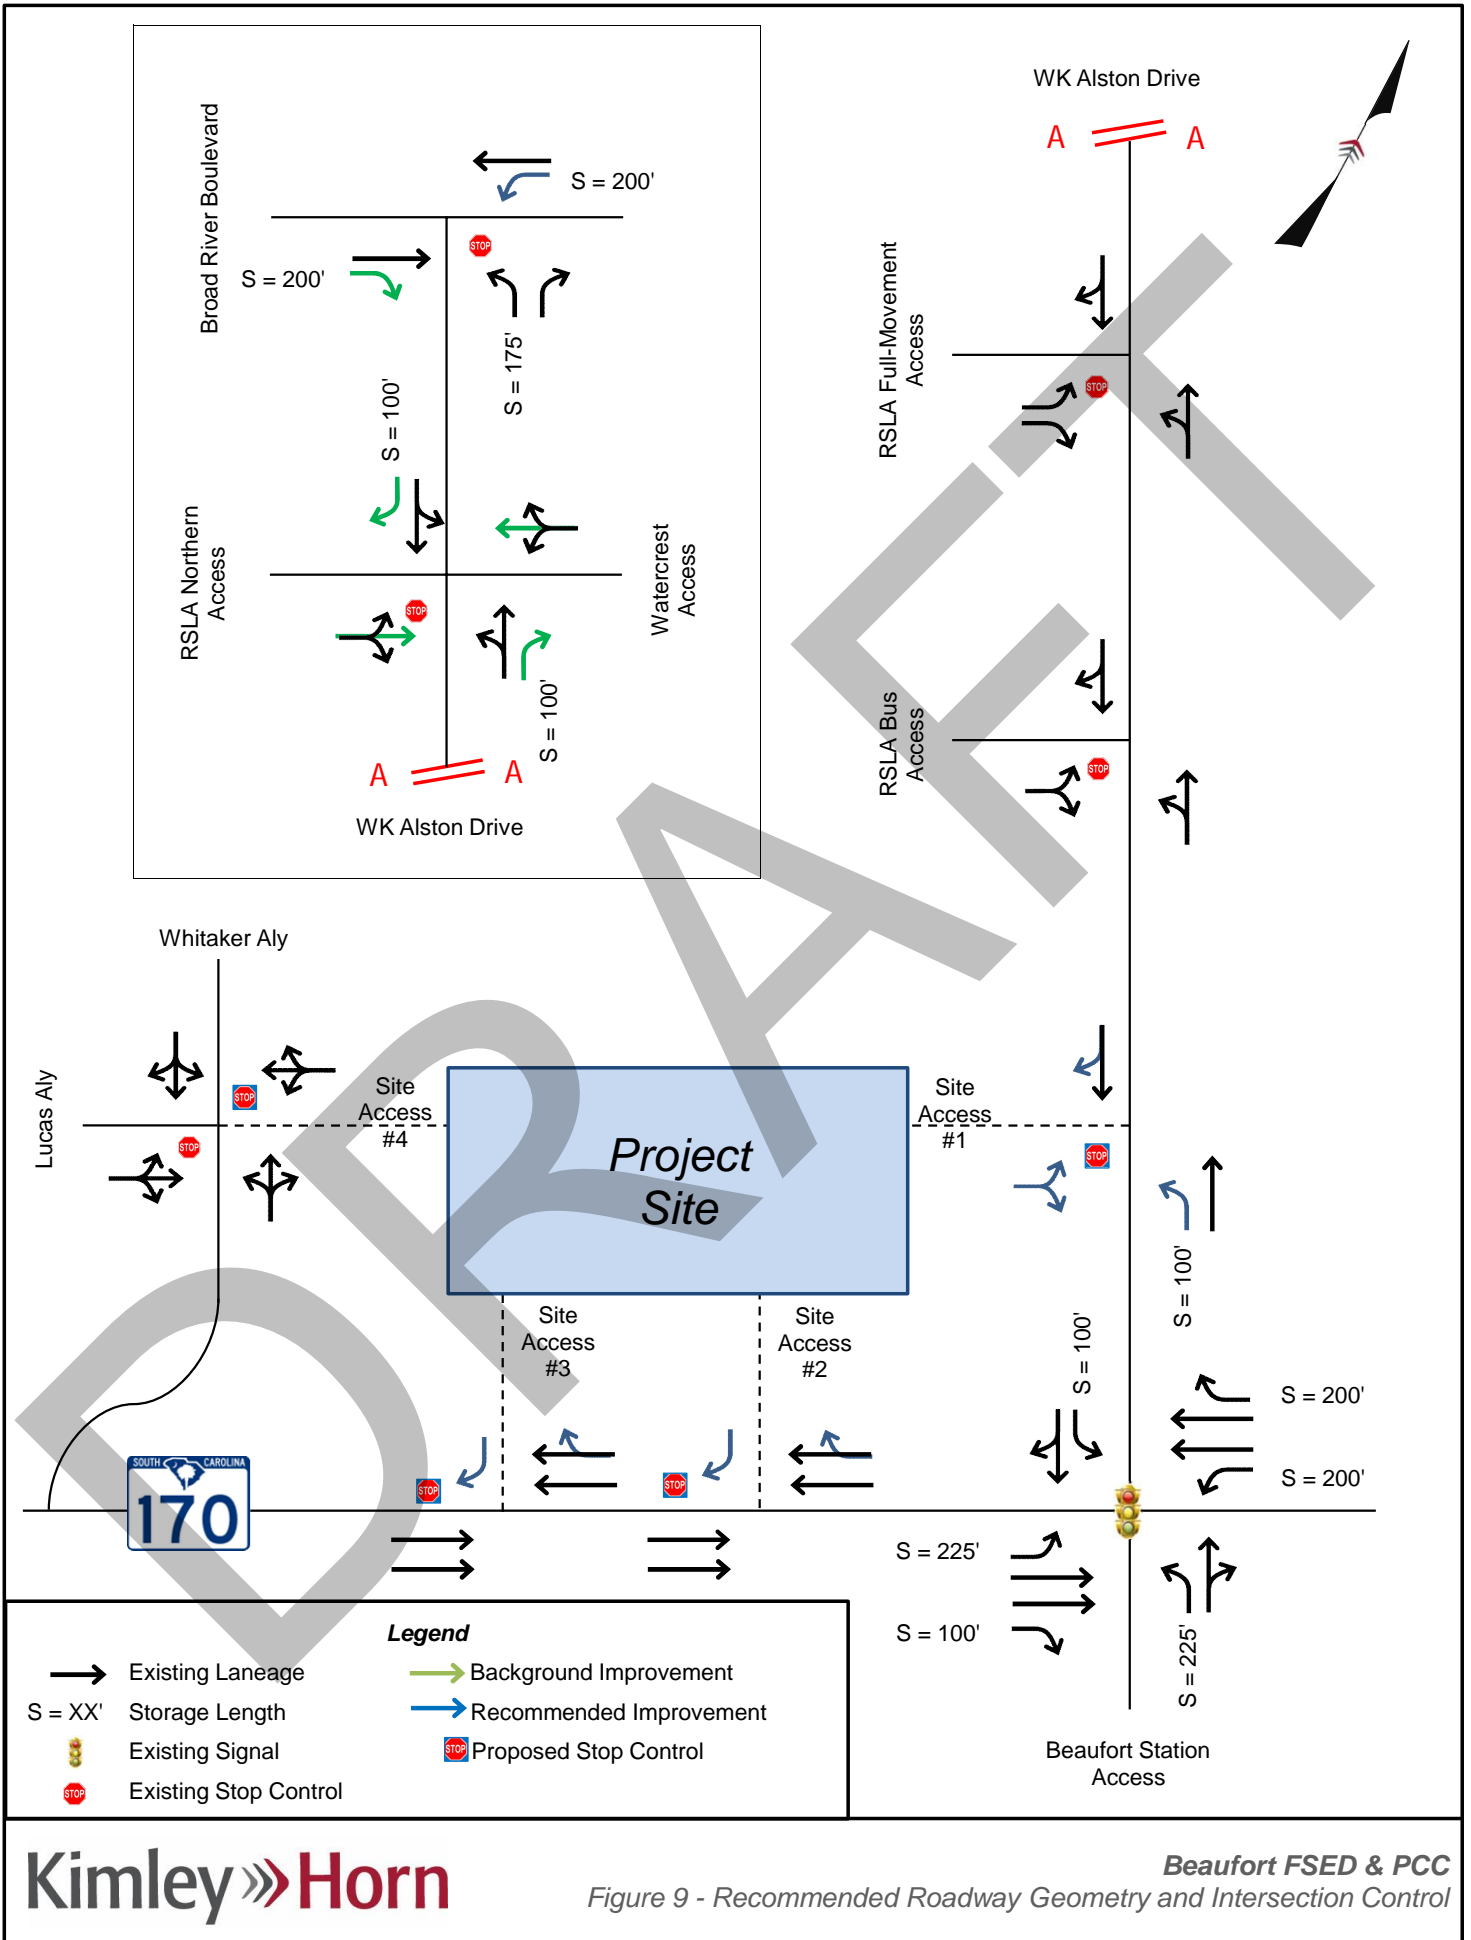 WK Alston Drive
A A
Broad River Boulevard
S = 200'
STOP
S = 200'
S = 175'
S = 100'
RSLA Northern
Access
Watercrest
Access
STOP
S = 100'
A A
WK Alston Drive
RSLA Full-Movement
Access
STOP
RSLA Bus
Access
STOP
Whitaker Aly
Lucas Aly
STOP
STOP
Site
Access
#4
Project
Site
Site
Access
#1
STOP
S = 100'
Site
Access
#3
Site
Access
#2
S = 100'
S = 200'
S = 200'
STOP
STOP
SOUTH CAROLINA
170
S = 225'
S = 100'
S = 225'
Beaufort Station
Access
Legend
Existing Laneage
Background Improvement
S = XX' Storage Length
Recommended Improvement
Existing Signal
STOP Proposed Stop Control
STOP Existing Stop Control
DRAFT
Kimley Horn
Beaufort FSED & PCC
Figure 9 - Recommended Roadway Geometry and Intersection Control